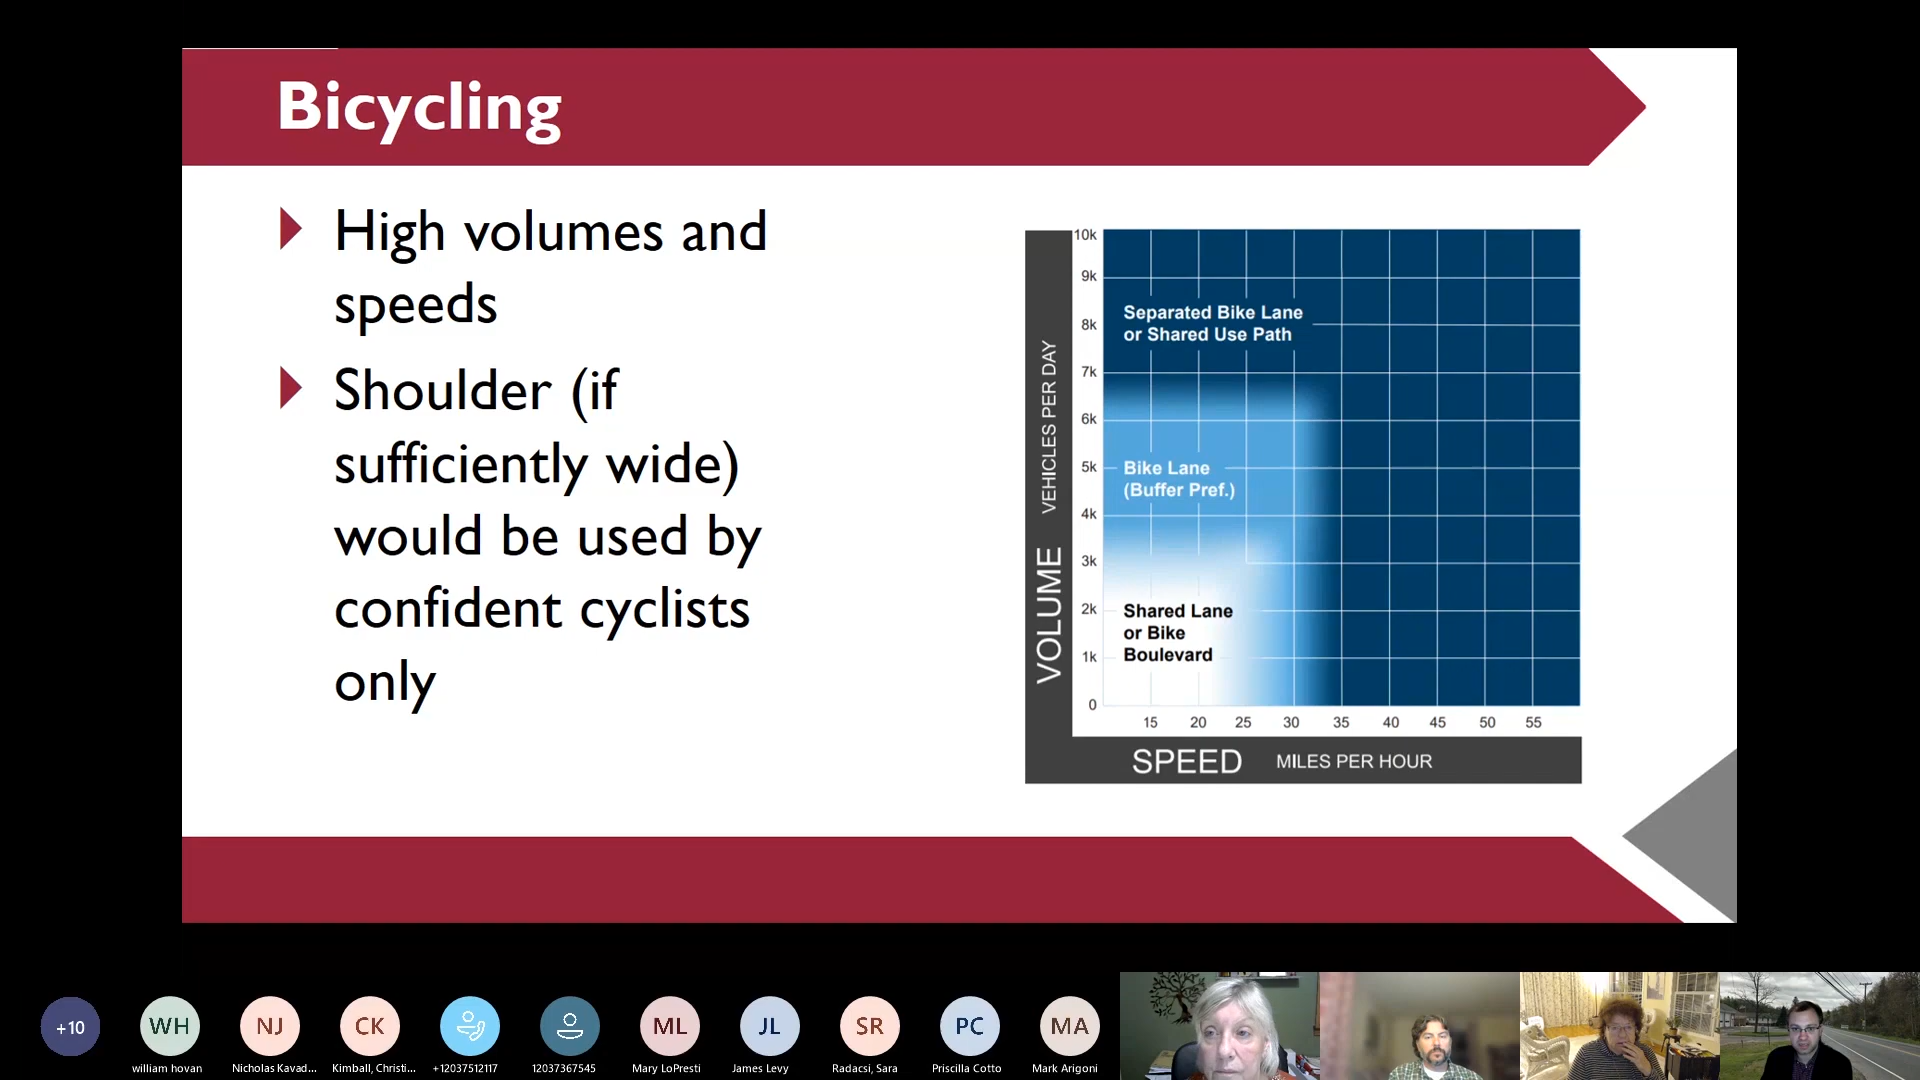 Bicycling
High volumes and
speeds
Shoulder (if
sufficiently wide)
would be used by
confident cyclists
only
VOLUME VEHICLES PER DAY
10k
9k
8k
7k
6k
5k
4k
3k
2k
1k
0
Separated Bike Lane
or Shared Use Path
Bike Lane
(Buffer Pref.)
Shared Lane
or Bike
Boulevard
15 20 25 30 35 40 45 50 55
SPEED MILES PER HOUR
+10
WH
NJ
CK
ML
JL
SR
PC
MA
william hovan
Nicholas Kavad...
Kimball, Christi...
+12037512117
12037367545
Mary LoPresti
James Levy
Radacsi, Sara
Priscilla Cotto
Mark Arigoni